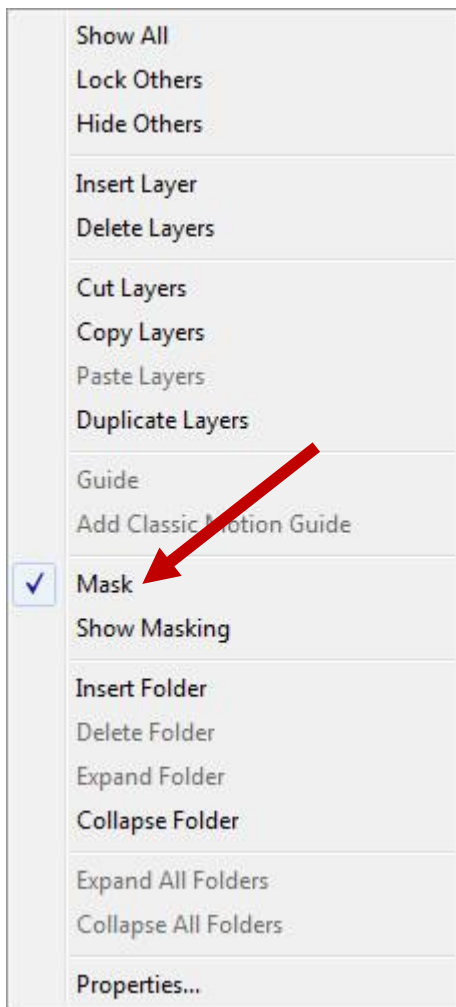 Show All
Lock Others
Hide Others
Insert Layer
Delete Layers
Cut Layers
Copy Layers
Paste Layers
Duplicate Layers
Guide
Add Classic Motion Guide
Mask
Show Masking
Insert Folder
Delete Folder
Expand Folder
Collapse Folder
Expand All Folders
Collapse All Folders
Properties...